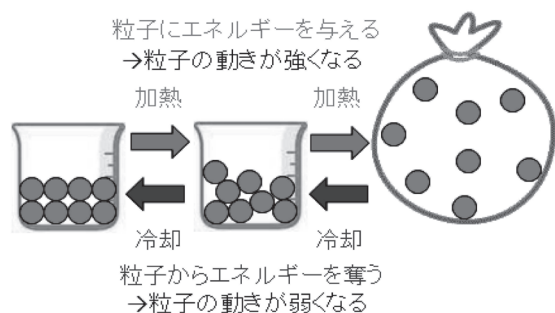 粒子にエネルギーを与える
→粒子の動きが強くなる
加熱
加熱
冷却
冷却
粒子からエネルギーを奪う
→粒子の動きが弱くなる